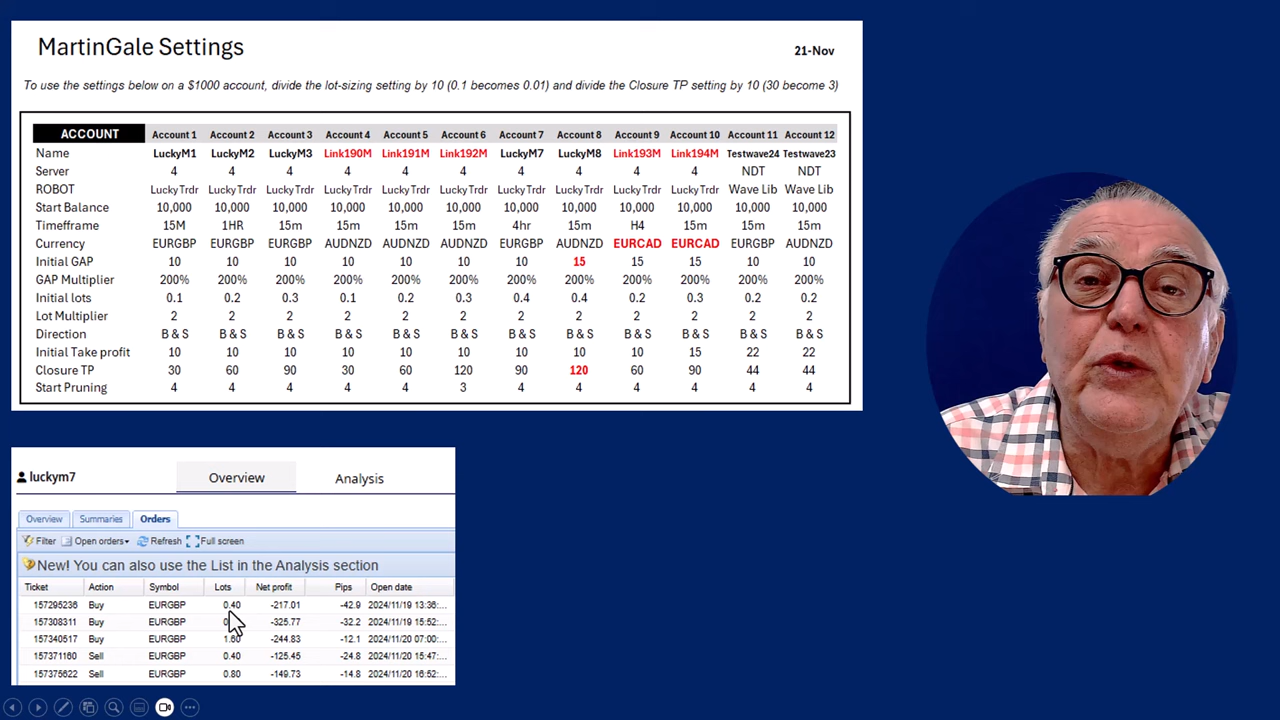 MartinGale Settings
21-Nov
To use the settings below on a $1000 account, divide the lot-sizing setting by 10 (0.1 becomes 0.01) and divide the Closure TP setting by 10 (30 become 3)
ACCOUNT Account 1 Account 2 Account 3 Account 4 Account 5 Account 6 Account 7 Account 8 Account 9 Account 10 Account 11 Account 12
Name LuckyM1 LuckyM2 LuckyM3 Link190M Link191M Link192M LuckyM7 LuckyM8 Link193M Link194M Testwave24 Testwave23
Server 4 4 4 4 4 4 4 4 4 4 NDT NDT
ROBOT Lucky Trdr Lucky Trdr Lucky Trdr Lucky Trdr Lucky Trdr Lucky Trdr Lucky Trdr Lucky Trdr Lucky Trdr Lucky Trdr Wave Lib Wave Lib
Start Balance 10,000 10,000 10,000 10,000 10,000 10,000 10,000 10,000 10,000 10,000 10,000 10,000
Timefframe 15M 1HR 15m 15m 15m 15m 4hr 15m H4 15m 15m 15m
Currency EURGBP EURGBP EURGBP AUDNZD AUDNZD AUDNZD EURGBP AUDNZD EURCAD EURCAD EURGBP AUDNZD
Initial GAP 10 10 10 10 10 10 10 15 15 15 10 10
GAP Multiplier 200% 200% 200% 200% 200% 200% 200% 200% 200% 200% 200% 200%
Initial lots 0.1 0.2 0.3 0.1 0.2 0.3 0.4 0.4 0.2 0.3 0.2 0.2
Lot Multiplier 2 2 2 2 2 2 2 2 2 2 2 2
Direction B & S B & S B & S B & S B & S B & S B & S B & S B & S B & S B & S B & S
Initial Take profit 10 10 10 10 10 10 10 10 10 15 22 22
Closure TP 30 60 90 30 60 120 90 120 60 90 44 44
Start Pruning 4 4 4 4 4 3 4 4 4 4 4 4
luckym7 Overview Analysis
Overview Summaries Orders
Filter Open orders Refresh Full screen
New! You can also use the List in the Analysis section
Ticket Action Symbol Lots Net profit Pips Open date
157295236 Buy EURGBP 0.40 -217.01 -42.9 2024/11/19 13:36:...
157308311 Buy EURGBP -325.77 -32.2 2024/11/19 15:52:...
157340517 Buy EURGBP 1.60 -244.83 -12.1 2024/11/20 07:00:...
157371160 Sell EURGBP 0.40 -125.45 -24.8 2024/11/20 15:47:...
157375622 Sell EURGBP 0.80 -149.73 -14.8 2024/11/20 16:52:...